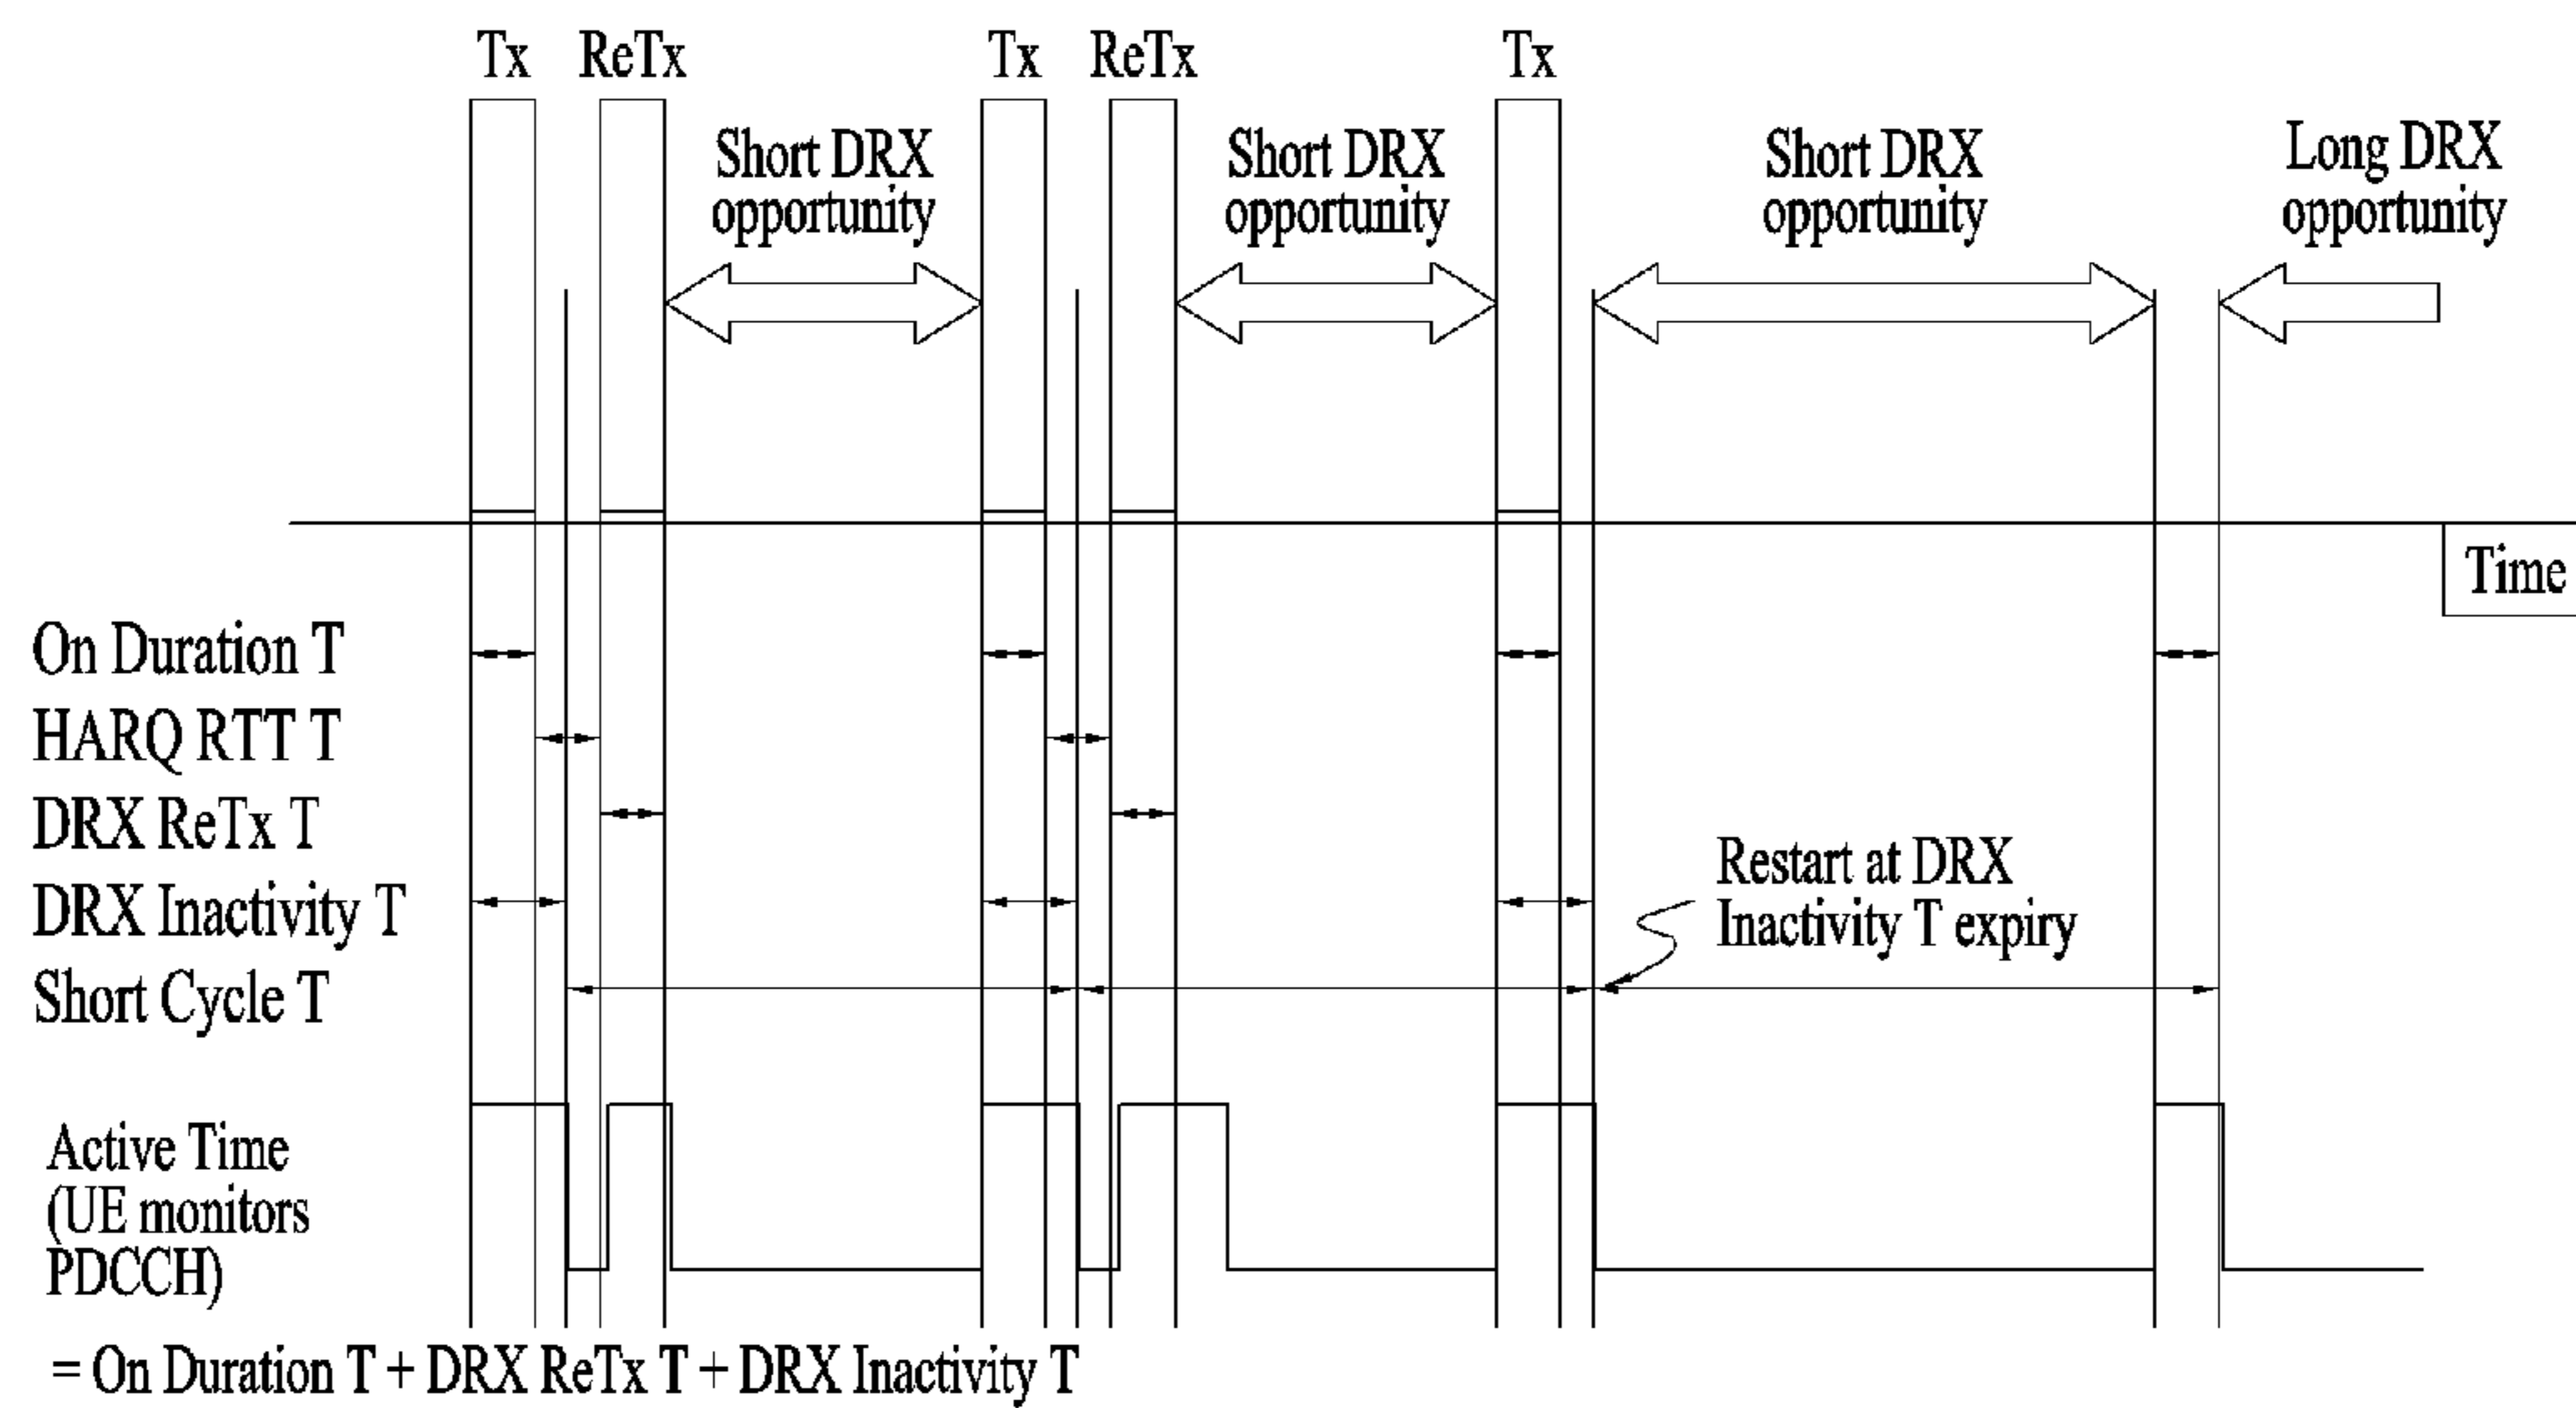 Tx ReTx Tx ReTx Tx
Short DRX
opportunity
Short DRX
opportunity
Short DRX
opportunity
Long DRX
opportunity
Time
On Duration T
HARQ RTT T
DRX ReTx T
DRX Inactivity T
Short Cycle T
Restart at DRX
Inactivity T expiry
Active Time
(UE monitors
PDCCH)
= On Duration T + DRX ReTx T + DRX Inactivity T